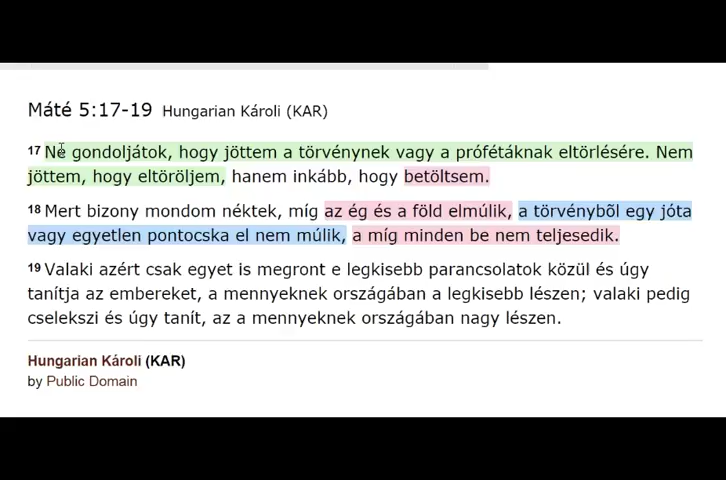 Máté 5:17-19 Hungarian Károli (KAR)
17 Ne gondoljátok, hogy jöttem a törvénynek vagy a prófétáknak eltörlésére. Nem
jöttem, hogy eltöröljem, hanem inkább, hogy betöltsem.
18 Mert bizony mondom néktek, míg az ég és a föld elmúlik, a törvénybõl egy jóta
vagy egyetlen pontocska el nem múlik, a míg minden be nem teljesedik.
19 Valaki azért csak egyet is megront e legkisebb parancsolatok közül és úgy
tanítja az embereket, a mennyeknek országában a legkisebb lészen; valaki pedig
cselekszi és úgy tanít, az a mennyeknek országában nagy lészen.
Hungarian Károli (KAR)
by Public Domain